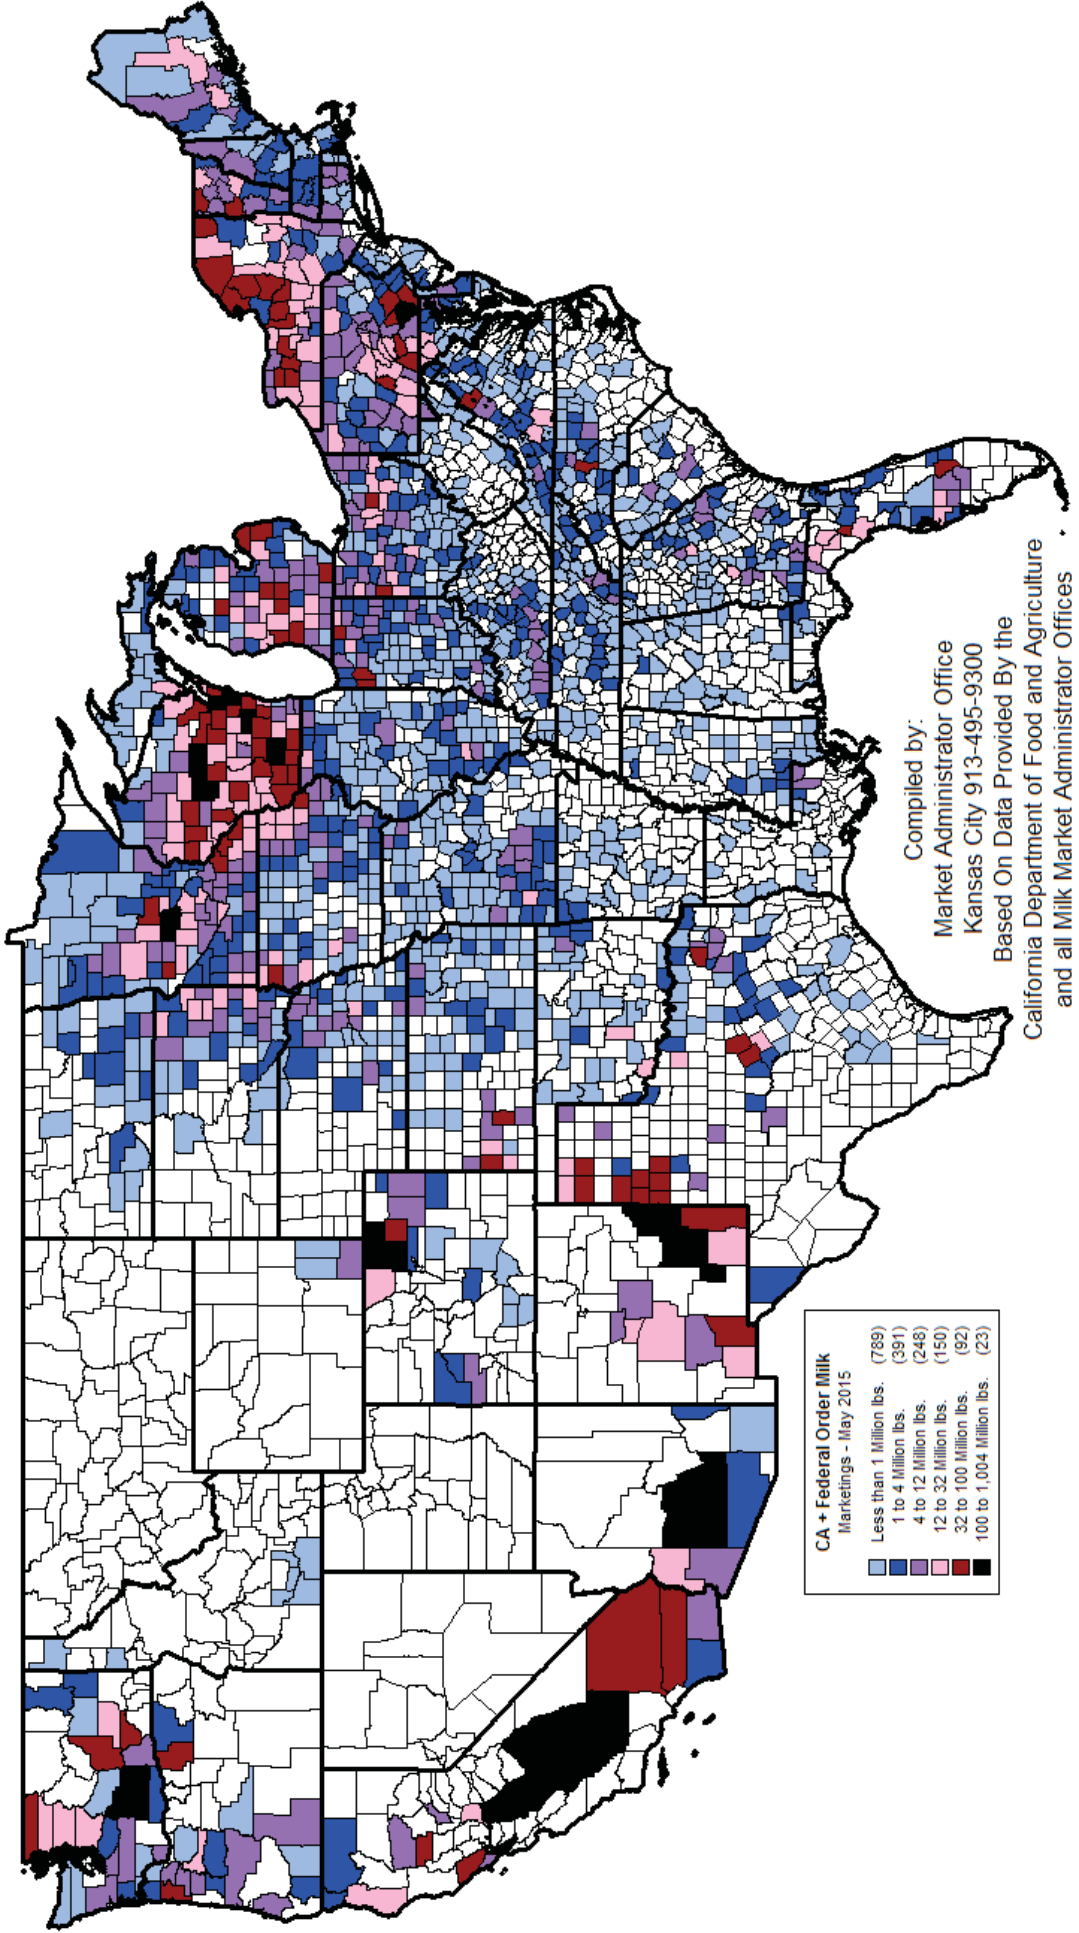 Compiled by:
Market Administrator Office
Kansas City 913-495-9300
Based On Data Provided By the
California Department of Food and Agriculture
and all Milk Market Administrator Offices
CA + Federal Order Milk
Marketings - May 2015
Less than 1 Million lbs. (789)
1 to 4 Million lbs. (391)
4 to 12 Million lbs. (248)
12 to 32 Million lbs. (150)
32 to 100 Million lbs. (92)
100 to 1,004 Million lbs. (23)